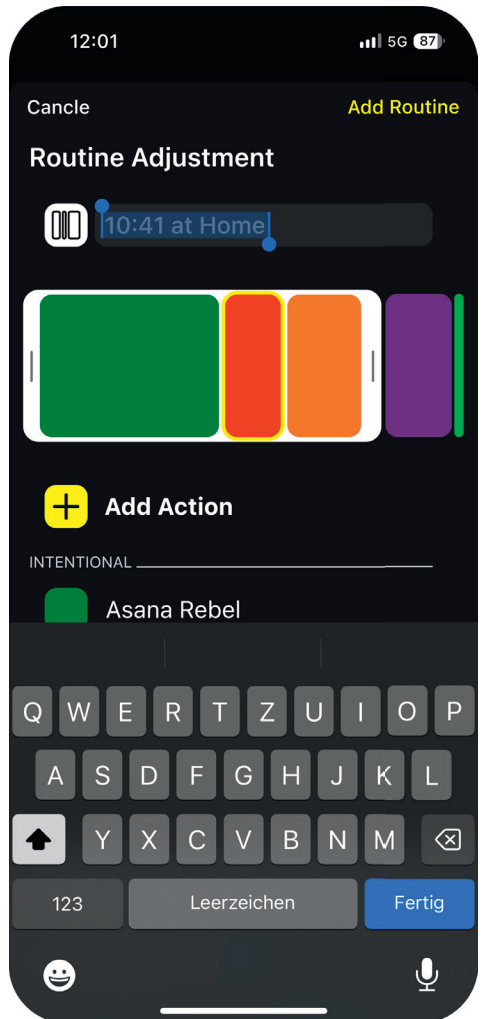 12:01 5G 87
Cancle Add Routine
Routine Adjustment
10:41 at Home
Add Action
INTENTIONAL
Asana Rebel
Q W E R T Z U I O P
A S D F G H J K L
Y X C V B N M
123 Leerzeichen Fertig